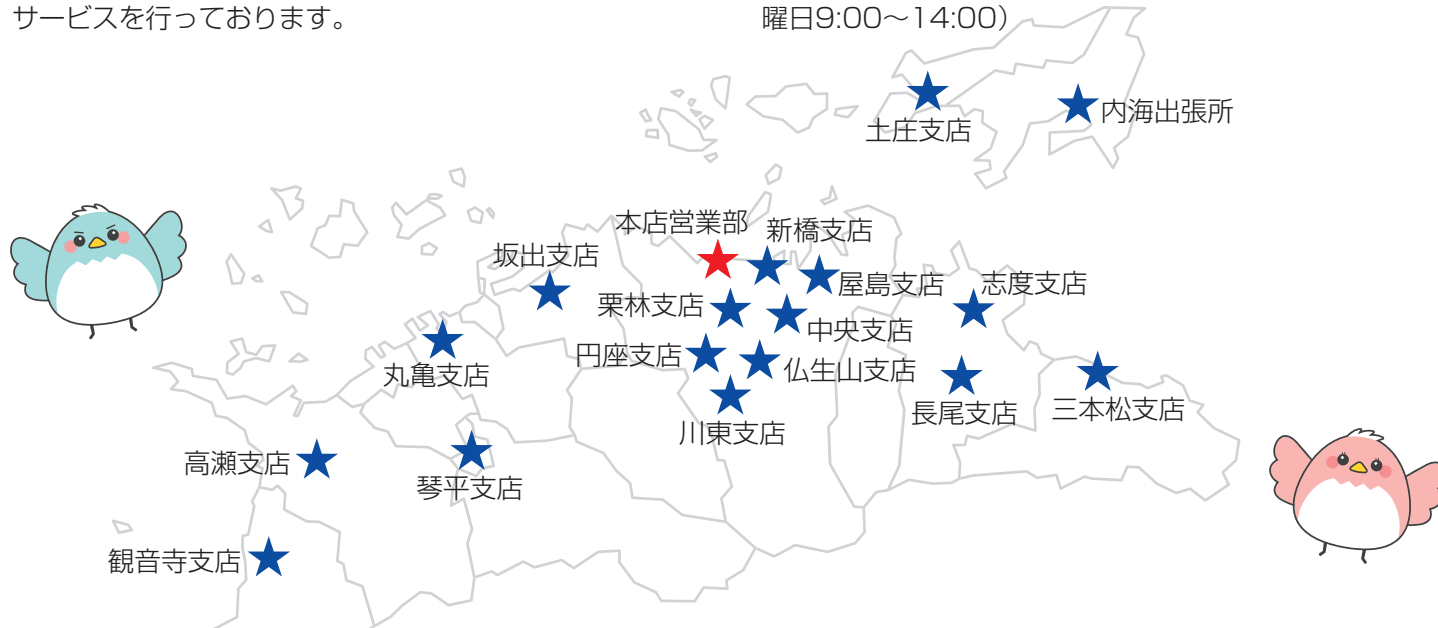 サービスを行っております。
曜日9:00～14:00）
土庄支店
内海出張所
本店営業部
新橋支店
坂出支店
屋島支店
志度支店
栗林支店
中央支店
円座支店
仏生山支店
丸亀支店
長尾支店
三本松支店
川東支店
高瀬支店
琴平支店
観音寺支店